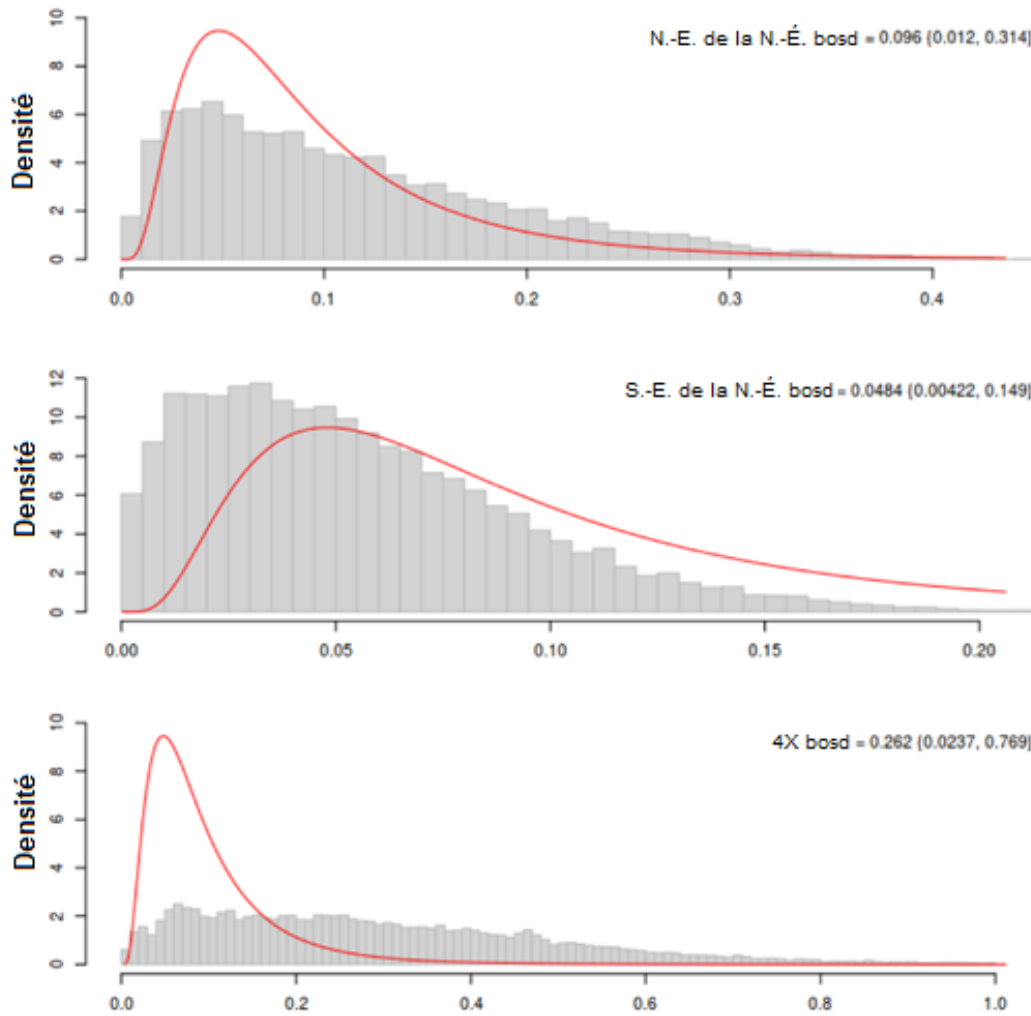 N.-E. de la N.-É. bosd = 0.096 {0.012, 0.314}
Densité
10
8
6
4
2
0
0.0 0.1 0.2 0.3 0.4
S.-E. de la N.-É. bosd = 0.0484 {0.00422, 0.149}
Densité
12
10
8
6
4
2
0
0.00 0.05 0.10 0.15 0.20
4X bosd = 0.262 {0.0237, 0.769}
Densité
10
8
6
4
2
0
0.0 0.2 0.4 0.6 0.8 1.0